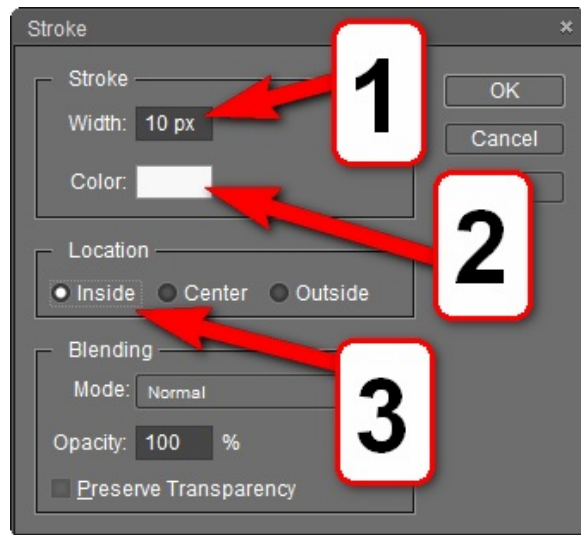 Stroke
Stroke
Width: 10 px
Color:
OK
Cancel
Location
Inside Center Outside
Blending
Mode: Normal
Opacity: 100 %
Preserve Transparency
1
2
3